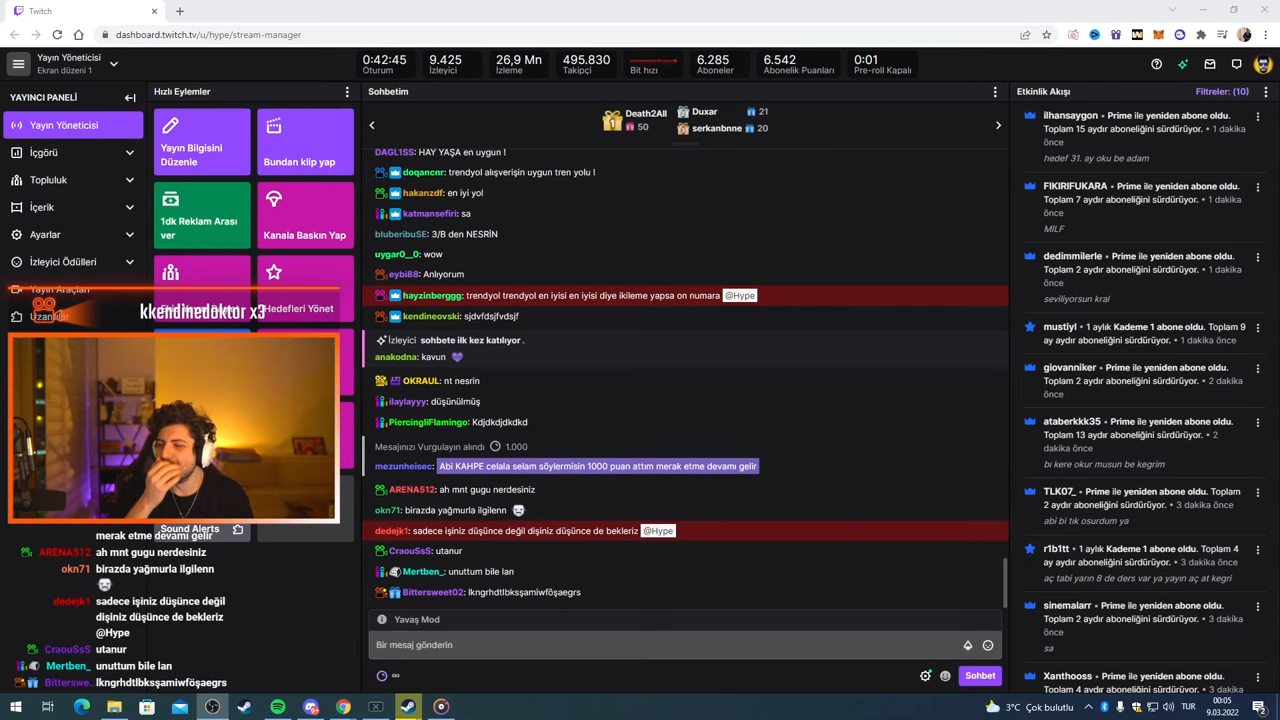 Twitch
dashboard.twitch.tv/u/hype/stream-manager
Yayın Yöneticisi
Ekran düzeni 1
0:42:45
Oturum
9.425
İzleyici
26,9 Mn
İzleme
495.830
Takipçi
Bit hızı
6.285
Aboneler
6.542
Abonelik Puanları
0:01
Pre-roll Kapalı
YAYINCI PANELİ
Yayın Yöneticisi
İçgörü
Topluluk
İçerik
Ayarlar
İzleyici Ödülleri
Yayın Araçları
Uzantılar
Hızlı Eylemler
Yayın Bilgisini
Düzenle
Bundan klip yap
1dk Reklam Arası
ver
Kanala Baskın Yap
Hedefleri Yönet
Sound Alerts
kkendimdoktor x3
merak etme devamı gelir
ARENA512 ah mnt gugu nerdesiniz
okn71 birazda yağmurla ilgilenn
dedejk1 sadece işiniz düşünce değil
dişiniz düşünce de bekleriz
@Hype
CraouSsS utanur
Mertben_ unuttum bile lan
Bitterswe... lkngrhdtlbksşamiwföşaegrs
Sohbetim
Death2All
50
Duxar 21
serkanbnne 20
DAGL1SS: HAY YAŞA en uygun !
doqancnr: trendyol alışverişin uygun tren yolu !
hakanzdf: en iyi yol
katmansefiri: sa
bluberibuSE: 3/B den NESRİN
uygar0__0: wow
eybi88: Anlıyorum
hayzinberggg: trendyol trendyol en iyisi en iyisi diye ikileme yapsa on numara @Hype
kendineovski: sjdvfdsjfvdsjf
İzleyici sohbete ilk kez katılıyor .
anakodna: kavun
OKRAUL: nt nesrin
ilaylayyy: düşünülmüş
PiercingliFlamingo: Kdjdkjdkjdkd
Mesajınızı Vurgulayın alındı 1.000
mezunheisec: Abi KAHPE celala selam söylermisin 1000 puan attım merak etme devamı gelir
ARENA512: ah mnt gugu nerdesiniz
okn71: birazda yağmurla ilgilenn
dedejk1: sadece işiniz düşünce değil dişiniz düşünce de bekleriz @Hype
CraouSsS: utanur
Mertben_: unuttum bile lan
Bittersweet02: lkngrhdtlbksşamiwföşaegrs
Yavaş Mod
Bir mesaj gönderin
∞
Sohbet
Etkinlik Akışı
Filtreler: (10)
ilhansaygon • Prime ile yeniden abone oldu.
Toplam 15 aydır aboneliğini sürdürüyor. • 1 dakika
önce
hedef 31. ay oku be adam
FIKIRIFUKARA • Prime ile yeniden abone oldu.
Toplam 7 aydır aboneliğini sürdürüyor. • 1 dakika
önce
MILF
dedimmilerle • Prime ile yeniden abone oldu.
Toplam 2 aydır aboneliğini sürdürüyor. • 1 dakika
önce
seviliyorsun kral
mustiyl • 1 aylık Kademe 1 abone oldu. Toplam 9
ay aydır aboneliğini sürdürüyor. • 1 dakika önce
giovanniker • Prime ile yeniden abone oldu.
Toplam 2 aydır aboneliğini sürdürüyor. • 2 dakika
önce
ataberkkk35 • Prime ile yeniden abone oldu.
Toplam 13 aydır aboneliğini sürdürüyor. • 2
dakika önce
bı kere okur musun be kegrim
TLK07_ • Prime ile yeniden abone oldu. Toplam 2
aydır aboneliğini sürdürüyor. • 3 dakika önce
abi bi tık osurdum ya
r1b1tt • 1 aylık Kademe 1 abone oldu. Toplam 4
ay aydır aboneliğini sürdürüyor. • 3 dakika önce
aç tabi yarın 8 de ders var ya yayın aç at kegri
sinemalarr • Prime ile yeniden abone oldu.
Toplam 2 aydır aboneliğini sürdürüyor. • 3 dakika
önce
sa
Xanthooss • Prime ile yeniden abone oldu.
Toplam 4 aydır aboneliğini sürdürüyor. • 3 dakika
3°C Çok bulutlu
TUR
00:05
9.03.2022
2